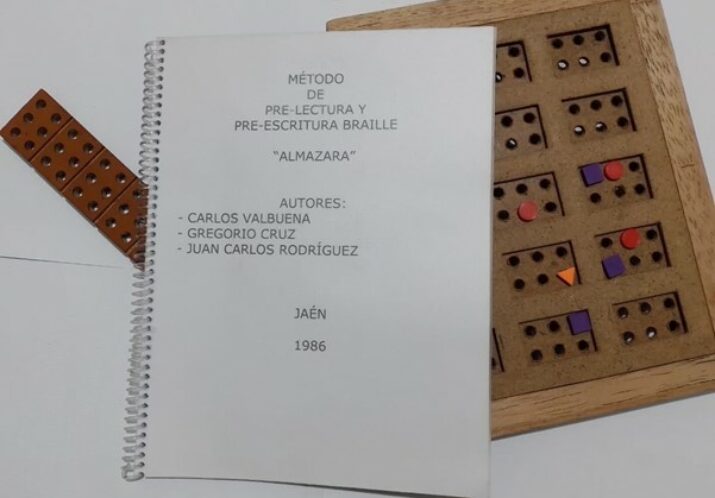 MÉTODO
DE
PRE-LECTURA Y
PRE-ESCRITURA BRAILLE
“ALMAZARA”
AUTORES:
- CARLOS VALBUENA
- GREGORIO CRUZ
- JUAN CARLOS RODRÍGUEZ
JAÉN
1986